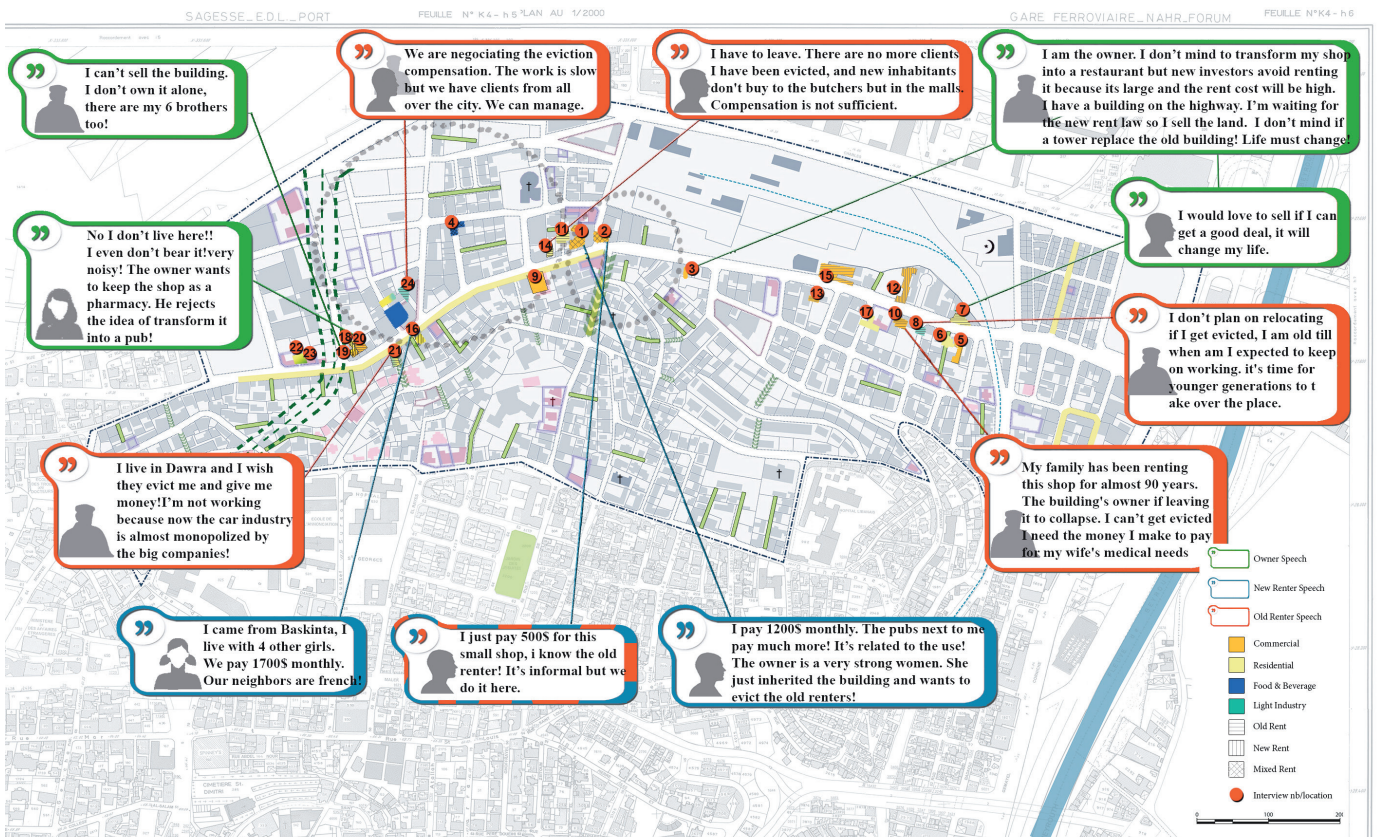 SAGESSE_E.D.L_PORT
FEUILLE N° K4-h5
PLAN AU 1/2000
GARE FERROVIAIRE_NAHR_FORUM
FEUILLE N°K4-h6
I can't sell the building.
I don't own it alone,
there are my 6 brothers
too!
We are negotiating the eviction
compensation. The work is slow
but we have clients from all
over the city. We can manage.
I have to leave. There are no more clients
I have been evicted, and new inhabitants
don't buy to the butchers but in the malls.
Compensation is not sufficient.
I am the owner. I don't mind to transform my shop
into a restaurant but new investors avoid renting
it because its large and the rent cost will be high.
I have a building on the highway. I'm waiting for
the new rent law so I sell the land. I don't mind if
a tower replace the old building! Life must change!
No I don't live here!!
I even don't bear it!very
noisy! The owner wants
to keep the shop as a
pharmacy. He rejects
the idea of transform it
into a pub!
I would love to sell if I can
get a good deal, it will
change my life.
I don't plan on relocating
if I get evicted, I am old till
when am I expected to keep
on working. it's time for
younger generations to t
ake over the place.
4
11
1
2
14
9
3
15
13
12
24
16
17
10
8
7
6
5
18
20
19
22
23
21
I live in Dawra and I wish
they evict me and give me
money!I'm not working
because now the car industry
is almost monopolized by
the big companies!
My family has been renting
this shop for almost 90 years.
The building's owner if leaving
it to collapse. I can't get evicted
I need the money I make to pay
for my wife's medical needs
I came from Baskinta, I
live with 4 other girls.
We pay 1700$ monthly.
Our neighbors are french!
I just pay 500$ for this
small shop, i know the old
renter! It's informal but we
do it here.
I pay 1200$ monthly. The pubs next to me
pay much more! It's related to the use!
The owner is a very strong women. She
just inherited the building and wants to
evict the old renters!
Owner Speech
New Renter Speech
Old Renter Speech
Commercial
Residential
Food & Beverage
Light Industry
Old Rent
New Rent
Mixed Rent
Interview nb/location
0 100 200